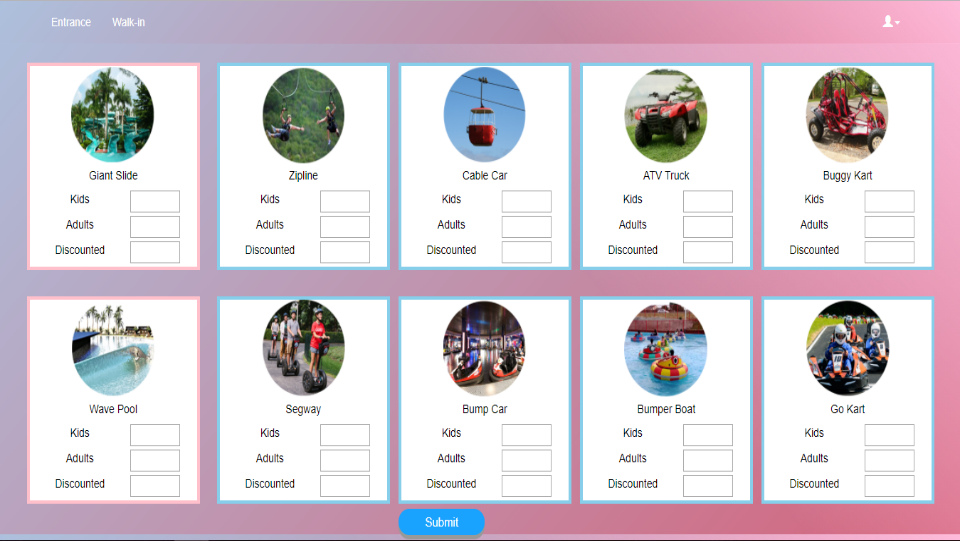 Entrance Walk-in
Giant Slide
Kids
Adults
Discounted
Zipline
Kids
Adults
Discounted
Cable Car
Kids
Adults
Discounted
ATV Truck
Kids
Adults
Discounted
Buggy Kart
Kids
Adults
Discounted
Wave Pool
Kids
Adults
Discounted
Segway
Kids
Adults
Discounted
Bump Car
Kids
Adults
Discounted
Bumper Boat
Kids
Adults
Discounted
Go Kart
Kids
Adults
Discounted
Submit